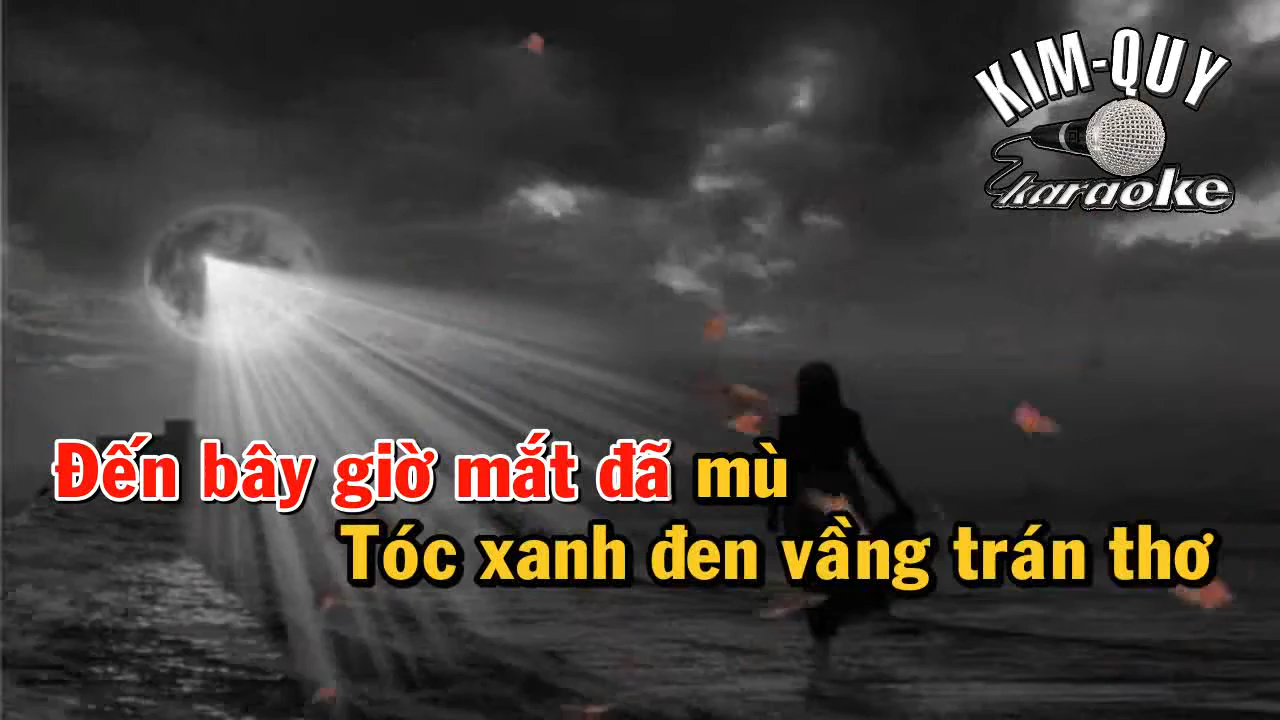 KIM-QUY
karaoke
Đến bây giờ mắt đã mù
Tóc xanh đen vầng trán thơ